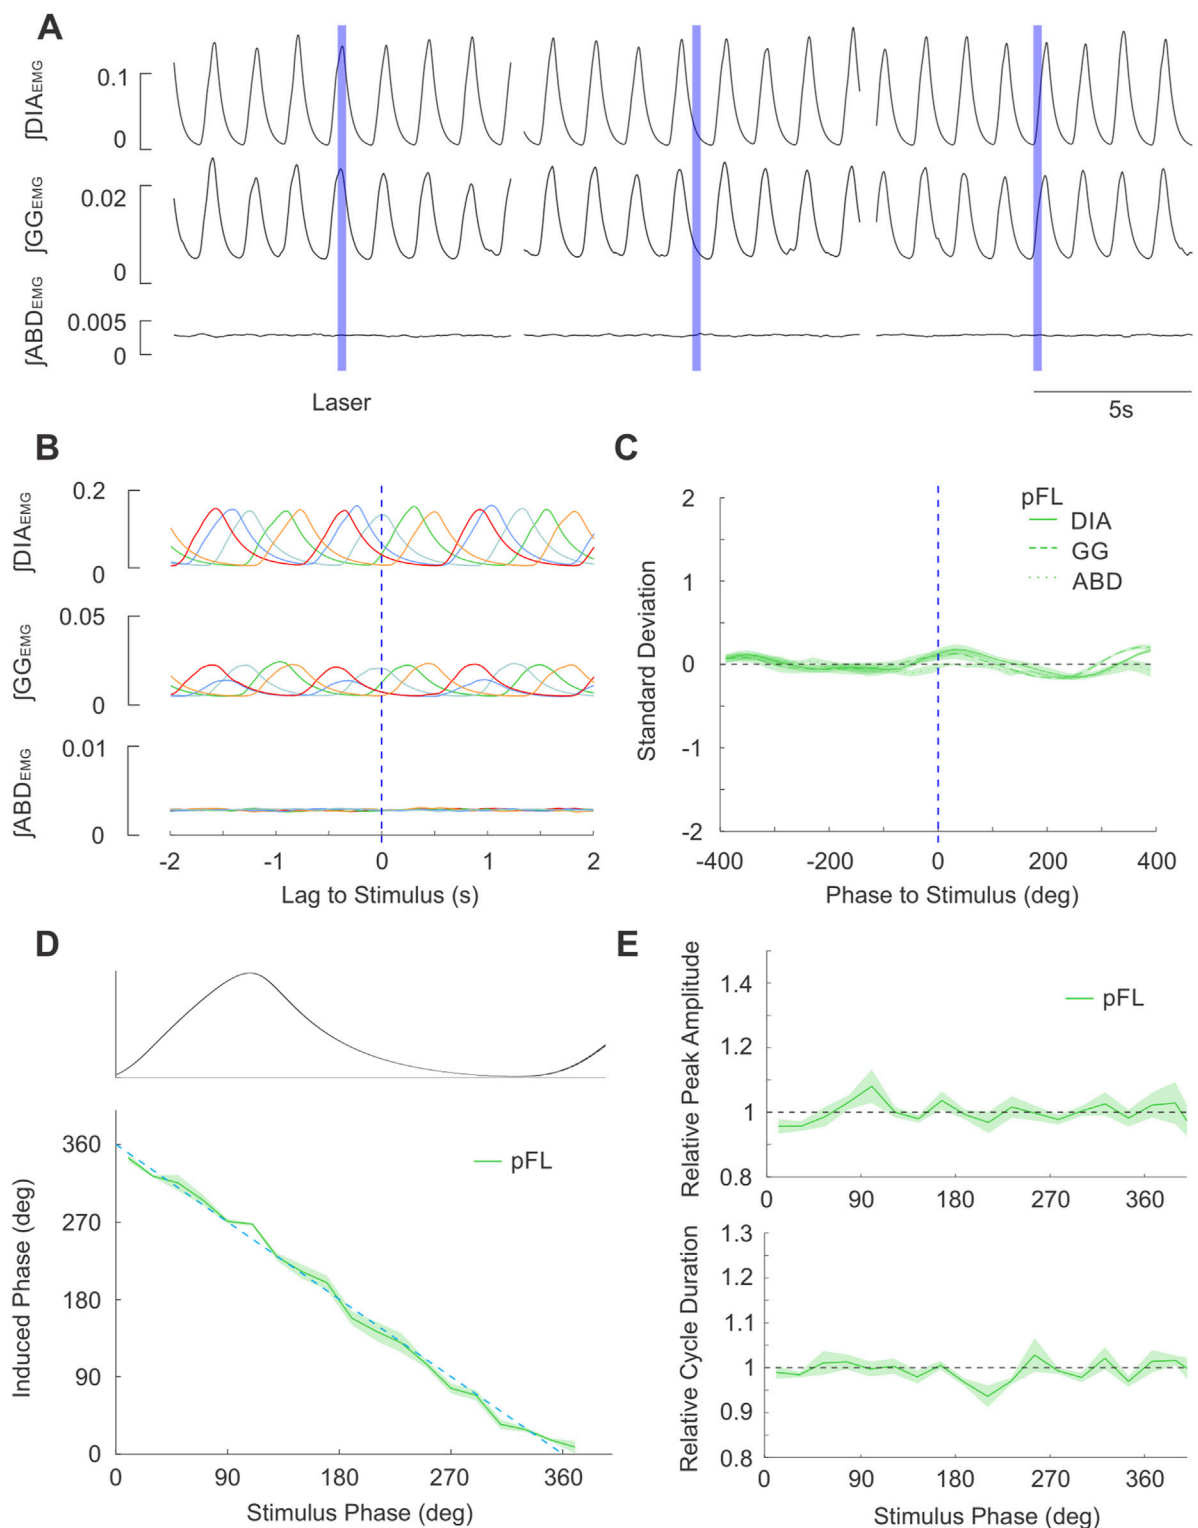 A
∫DIAEMG
0.1
0
∫GGEMG
0.02
0
∫ABDEMG
0.005
0
Laser
5s
B
∫DIAEMG
0.2
0
∫GGEMG
0.05
0
∫ABDEMG
0.01
0
-2 -1 0 1 2
Lag to Stimulus (s)
C
Standard Deviation
2
1
0
-1
-2
pFL
DIA
GG
ABD
-400 -200 0 200 400
Phase to Stimulus (deg)
D
Induced Phase (deg)
360
270
180
90
0
pFL
0 90 180 270 360
Stimulus Phase (deg)
E
Relative Peak Amplitude
1.4
1.2
1
0.8
pFL
0 90 180 270 360
Relative Cycle Duration
1.3
1.2
1.1
1
0.9
0.8
0 90 180 270 360
Stimulus Phase (deg)